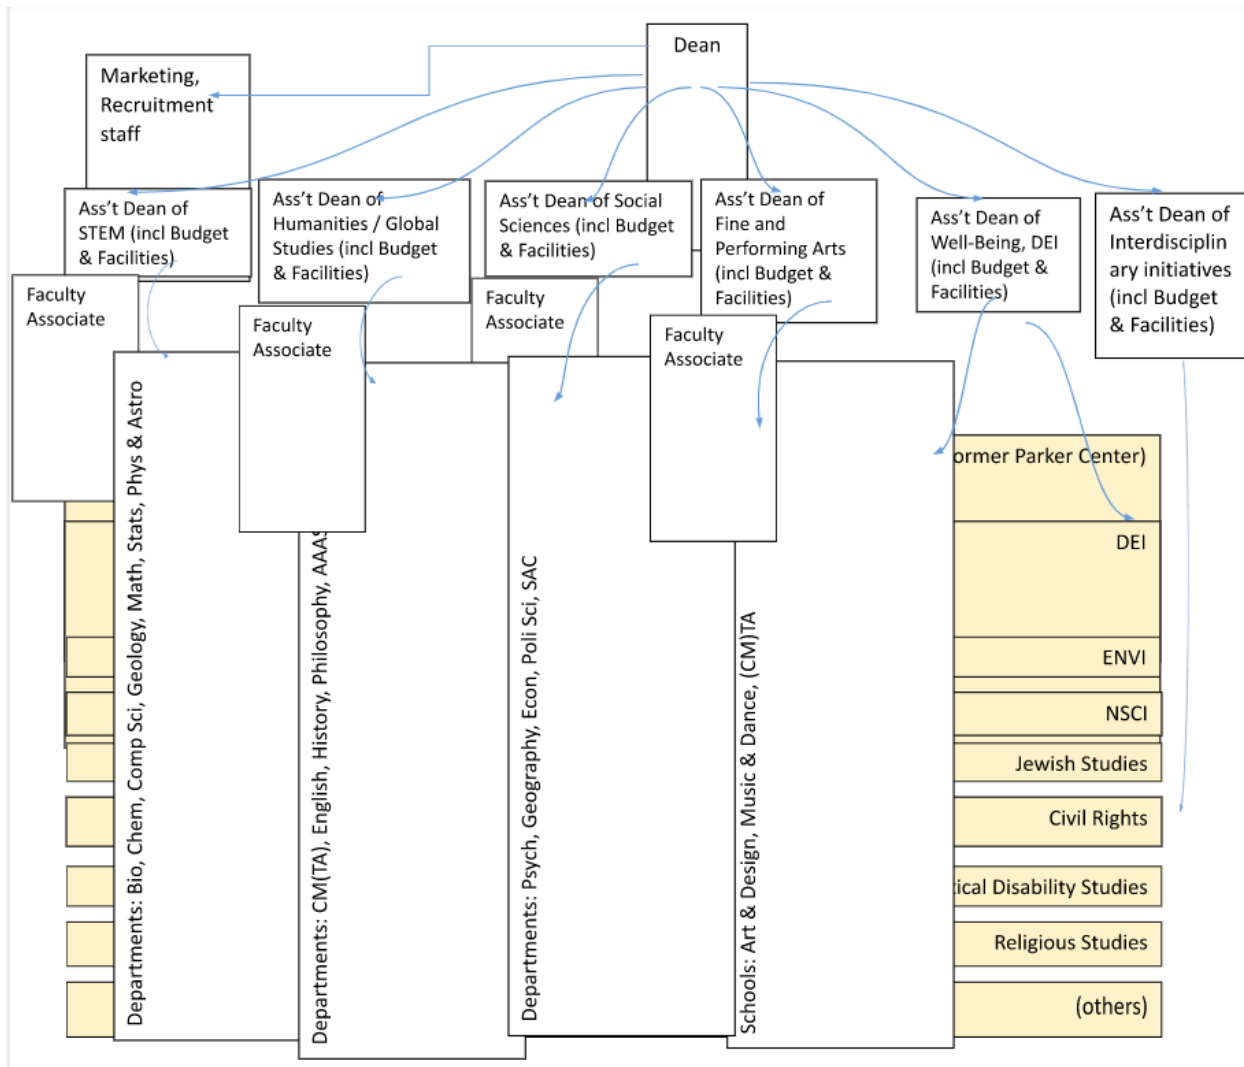 Dean
Marketing,
Recruitment
staff
Ass't Dean of
STEM (incl Budget
& Facilities)
Ass't Dean of
Humanities / Global
Studies (incl Budget
& Facilities)
Ass't Dean of Social
Sciences (incl Budget
& Facilities)
Ass't Dean of
Fine and
Performing Arts
(incl Budget &
Facilities)
Ass't Dean of
Well-Being, DEI
(incl Budget &
Facilities)
Ass't Dean of
Interdisciplin
ary initiatives
(incl Budget
& Facilities)
Faculty
Associate
Faculty
Associate
Faculty
Associate
Faculty
Associate
Departments: Bio, Chem, Comp Sci, Geology, Math, Stats, Phys & Astro
Departments: CM(TA), English, History, Philosophy, AAAS
Departments: Psych, Geography, Econ, Poli Sci, SAC
Schools: Art & Design, Music & Dance, (CM)TA
Parker Center)
DEI
ENVI
NSCI
Jewish Studies
Civil Rights
Disability Studies
Religious Studies
(others)